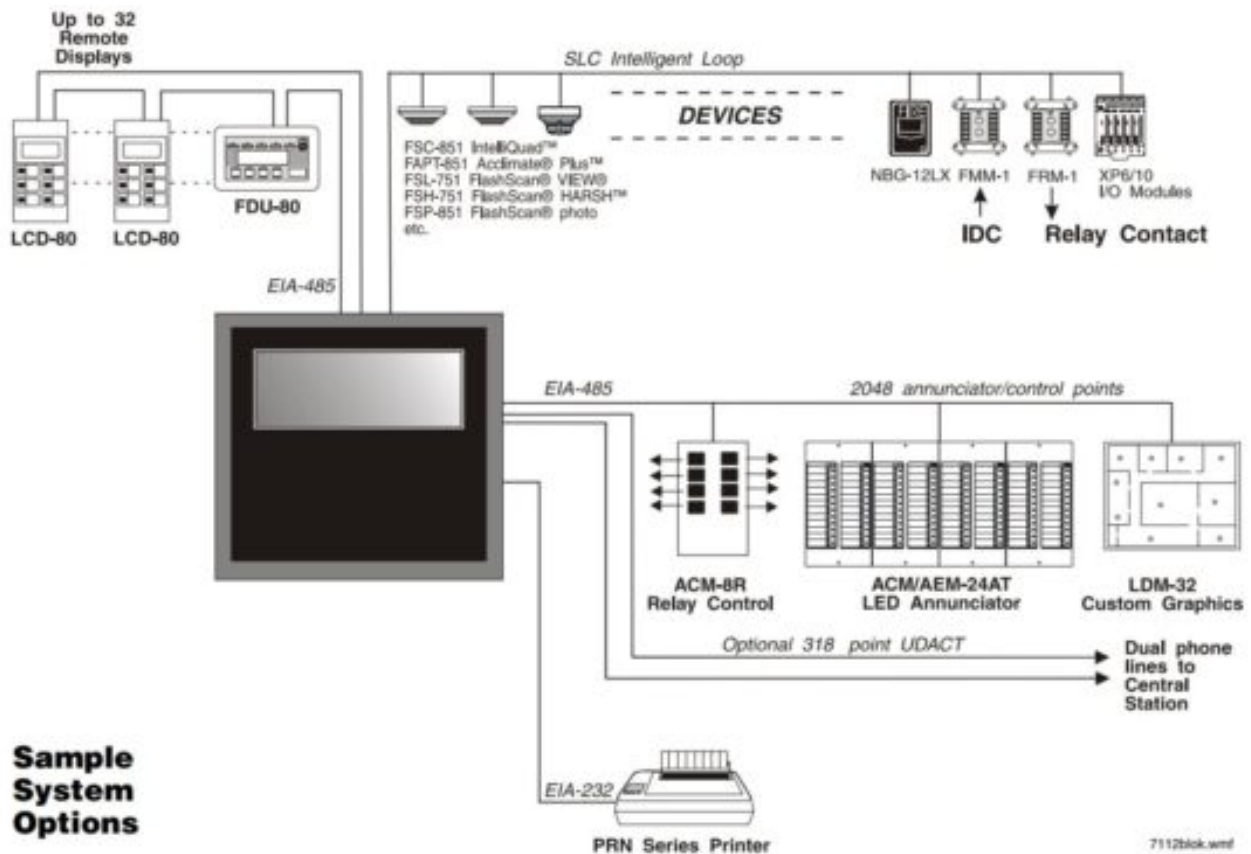 Up to 32
Remote
Displays
SLC Intelligent Loop
DEVICES
FSC-851 IntelliQuad™
FAPT-851 Acclimate® Plus™
FSL-751 FlashScan® VIEW®
FSH-751 FlashScan® HARSH™
FSP-851 FlashScan® photo
etc.
NBG-12LX FMM-1 FRM-1 XP6/10
I/O Modules
IDC Relay Contact
FDU-80
LCD-80 LCD-80
EIA-485
EIA-485 2048 annunciator/control points
ACM-8R
Relay Control
ACM/AEM-24AT
LED Annunciator
LDM-32
Custom Graphics
Optional 318 point UDACT
Dual phone
lines to
Central
Station
Sample
System
Options
EIA-232
PRN Series Printer
7112blok.wmf